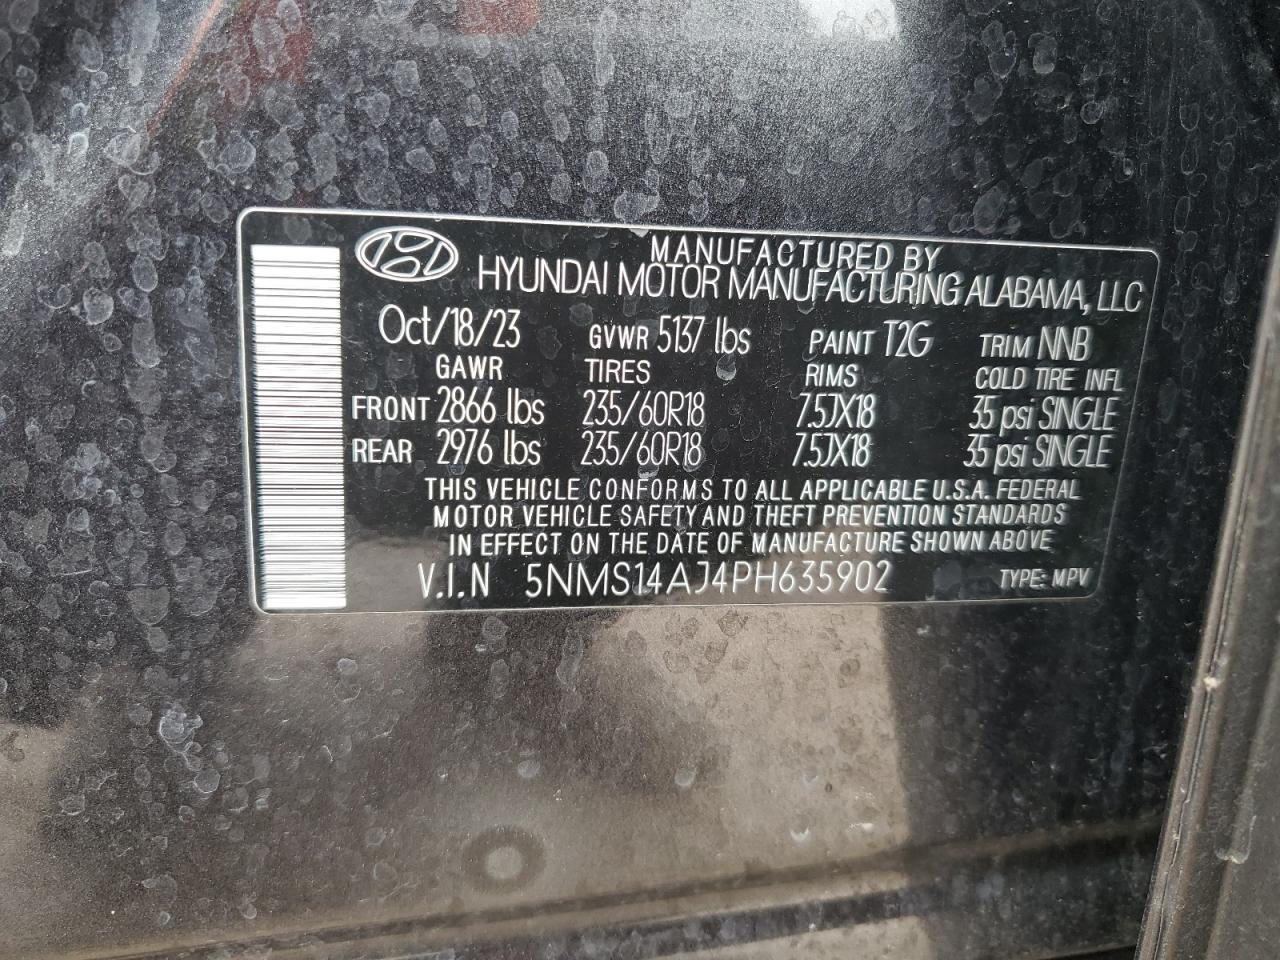 MANUFACTURED BY
HYUNDAI MOTOR MANUFACTURING ALABAMA, LLC
Oct/18/23 GVWR 5137 lbs PAINT T2G TRIM NNB
GAWR TIRES RIMS COLD TIRE INFL
FRONT 2866 lbs 235/60R18 7.5JX18 35 psi SINGLE
REAR 2976 lbs 235/60R18 7.5JX18 35 psi SINGLE
THIS VEHICLE CONFORMS TO ALL APPLICABLE U.S.A. FEDERAL
MOTOR VEHICLE SAFETY AND THEFT PREVENTION STANDARDS
IN EFFECT ON THE DATE OF MANUFACTURE SHOWN ABOVE
V.I.N 5NMS14AJ4PH635902 TYPE: MPV